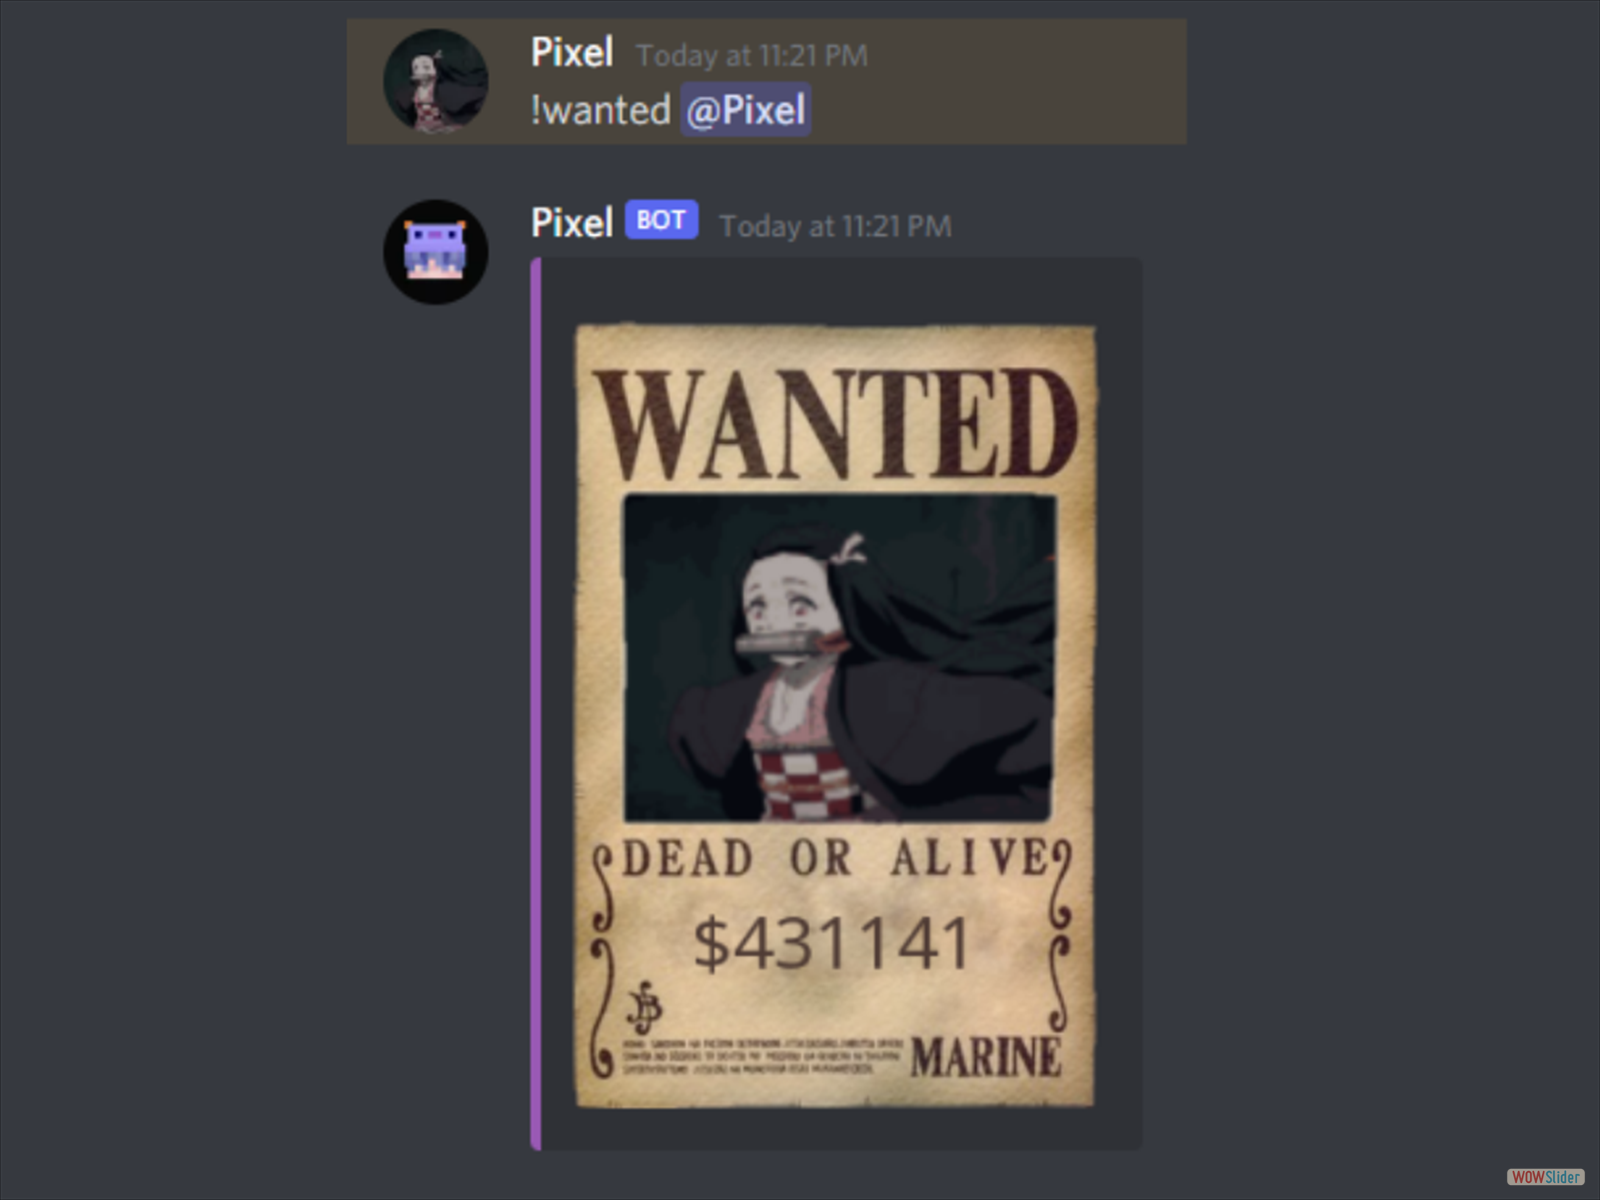 Pixel Today at 11:21 PM
!wanted @Pixel
Pixel BOT Today at 11:21 PM
WANTED
DEAD OR ALIVE
$431141
MARINE
WOWSlider